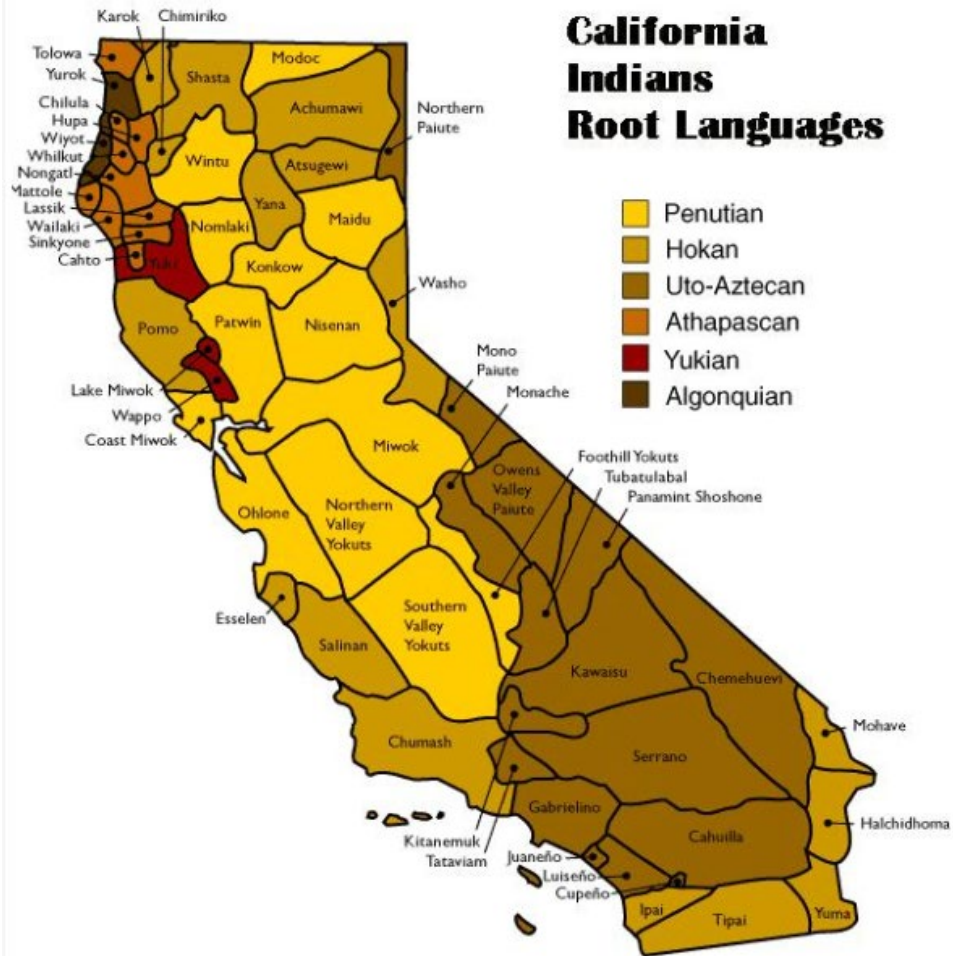 California
Indians
Root Languages
Penutian
Hokan
Uto-Aztecan
Athapascan
Yukian
Algonquian
Karok
Chimiriko
Tolowa
Yurok
Chilula
Hupa
Wiyot
Whilkut
Nongatl
Mattole
Lassik
Wailaki
Sinkyone
Cahto
Yuki
Shasta
Modoc
Achumawi
Northern
Paiute
Wintu
Atsugewi
Yana
Maidu
Nomlaki
Konkow
Washo
Pomo
Patwin
Nisenan
Lake Miwok
Wappo
Coast Miwok
Mono
Paiute
Monache
Miwok
Foothill Yokuts
Tubatulabal
Panamint Shoshone
Owens
Valley
Paiute
Ohlone
Northern
Valley
Yokuts
Southern
Valley
Yokuts
Esselen
Salinan
Kawaisu
Chemehuevi
Chumash
Serrano
Mohave
Gabrielino
Cahuilla
Halchidhoma
Kitanemuk
Tataviam
Juaneño
Luiseño
Cupeño
Ipai
Tipai
Yuma